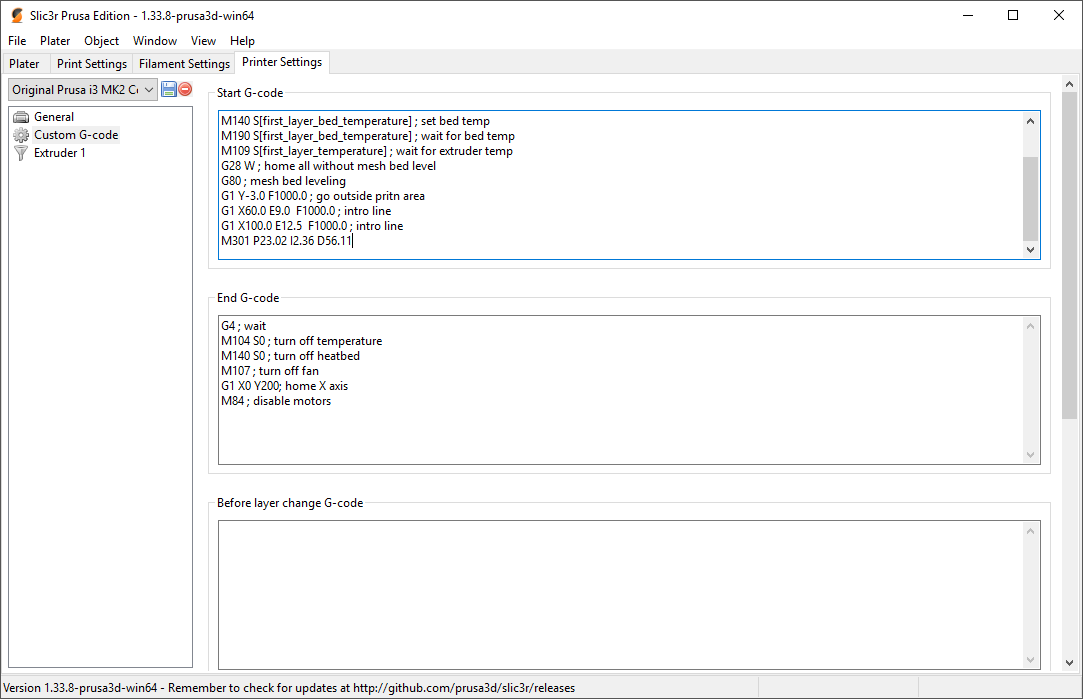 Slic3r Prusa Edition - 1.33.8-prusa3d-win64
File Plater Object Window View Help
Plater Print Settings Filament Settings Printer Settings
Original Prusa i3 MK2 C
General
Custom G-code
Extruder 1
Start G-code
M140 S[first_layer_bed_temperature] ; set bed temp
M190 S[first_layer_bed_temperature] ; wait for bed temp
M109 S[first_layer_temperature] ; wait for extruder temp
G28 W ; home all without mesh bed level
G80 ; mesh bed leveling
G1 Y-3.0 F1000.0 ; go outside pritn area
G1 X60.0 E9.0  F1000.0 ; intro line
G1 X100.0 E12.5  F1000.0 ; intro line
M301 P23.02 I2.36 D56.11
End G-code
G4 ; wait
M104 S0 ; turn off temperature
M140 S0 ; turn off heatbed
M107 ; turn off fan
G1 X0 Y200; home X axis
M84 ; disable motors
Before layer change G-code
Version 1.33.8-prusa3d-win64 - Remember to check for updates at http://github.com/prusa3d/slic3r/releases